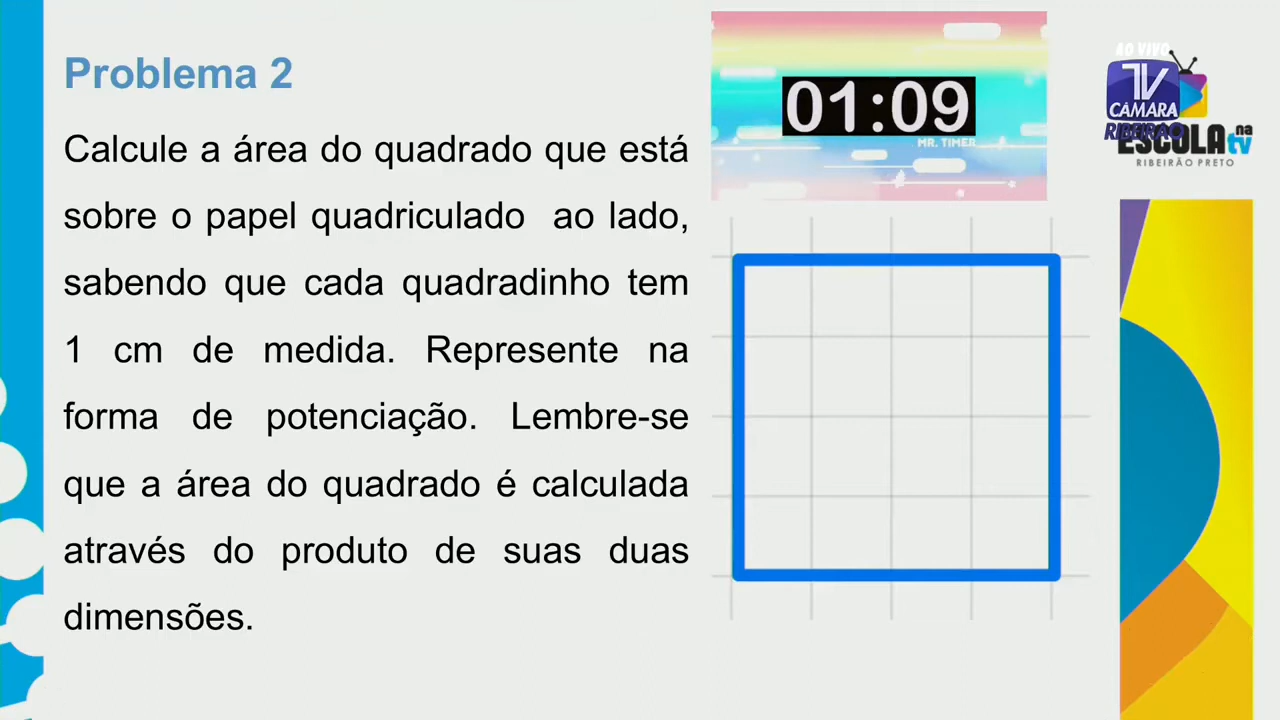 Problema 2
Calcule a área do quadrado que está
sobre o papel quadriculado ao lado,
sabendo que cada quadradinho tem
1 cm de medida. Represente na
forma de potenciação. Lembre-se
que a área do quadrado é calculada
através do produto de suas duas
dimensões.
01:09
MR. TIMER
AO VIVO
TV
CÂMARA
RIBEIRÃO
ESCOLA na tv
RIBEIRÃO PRETO